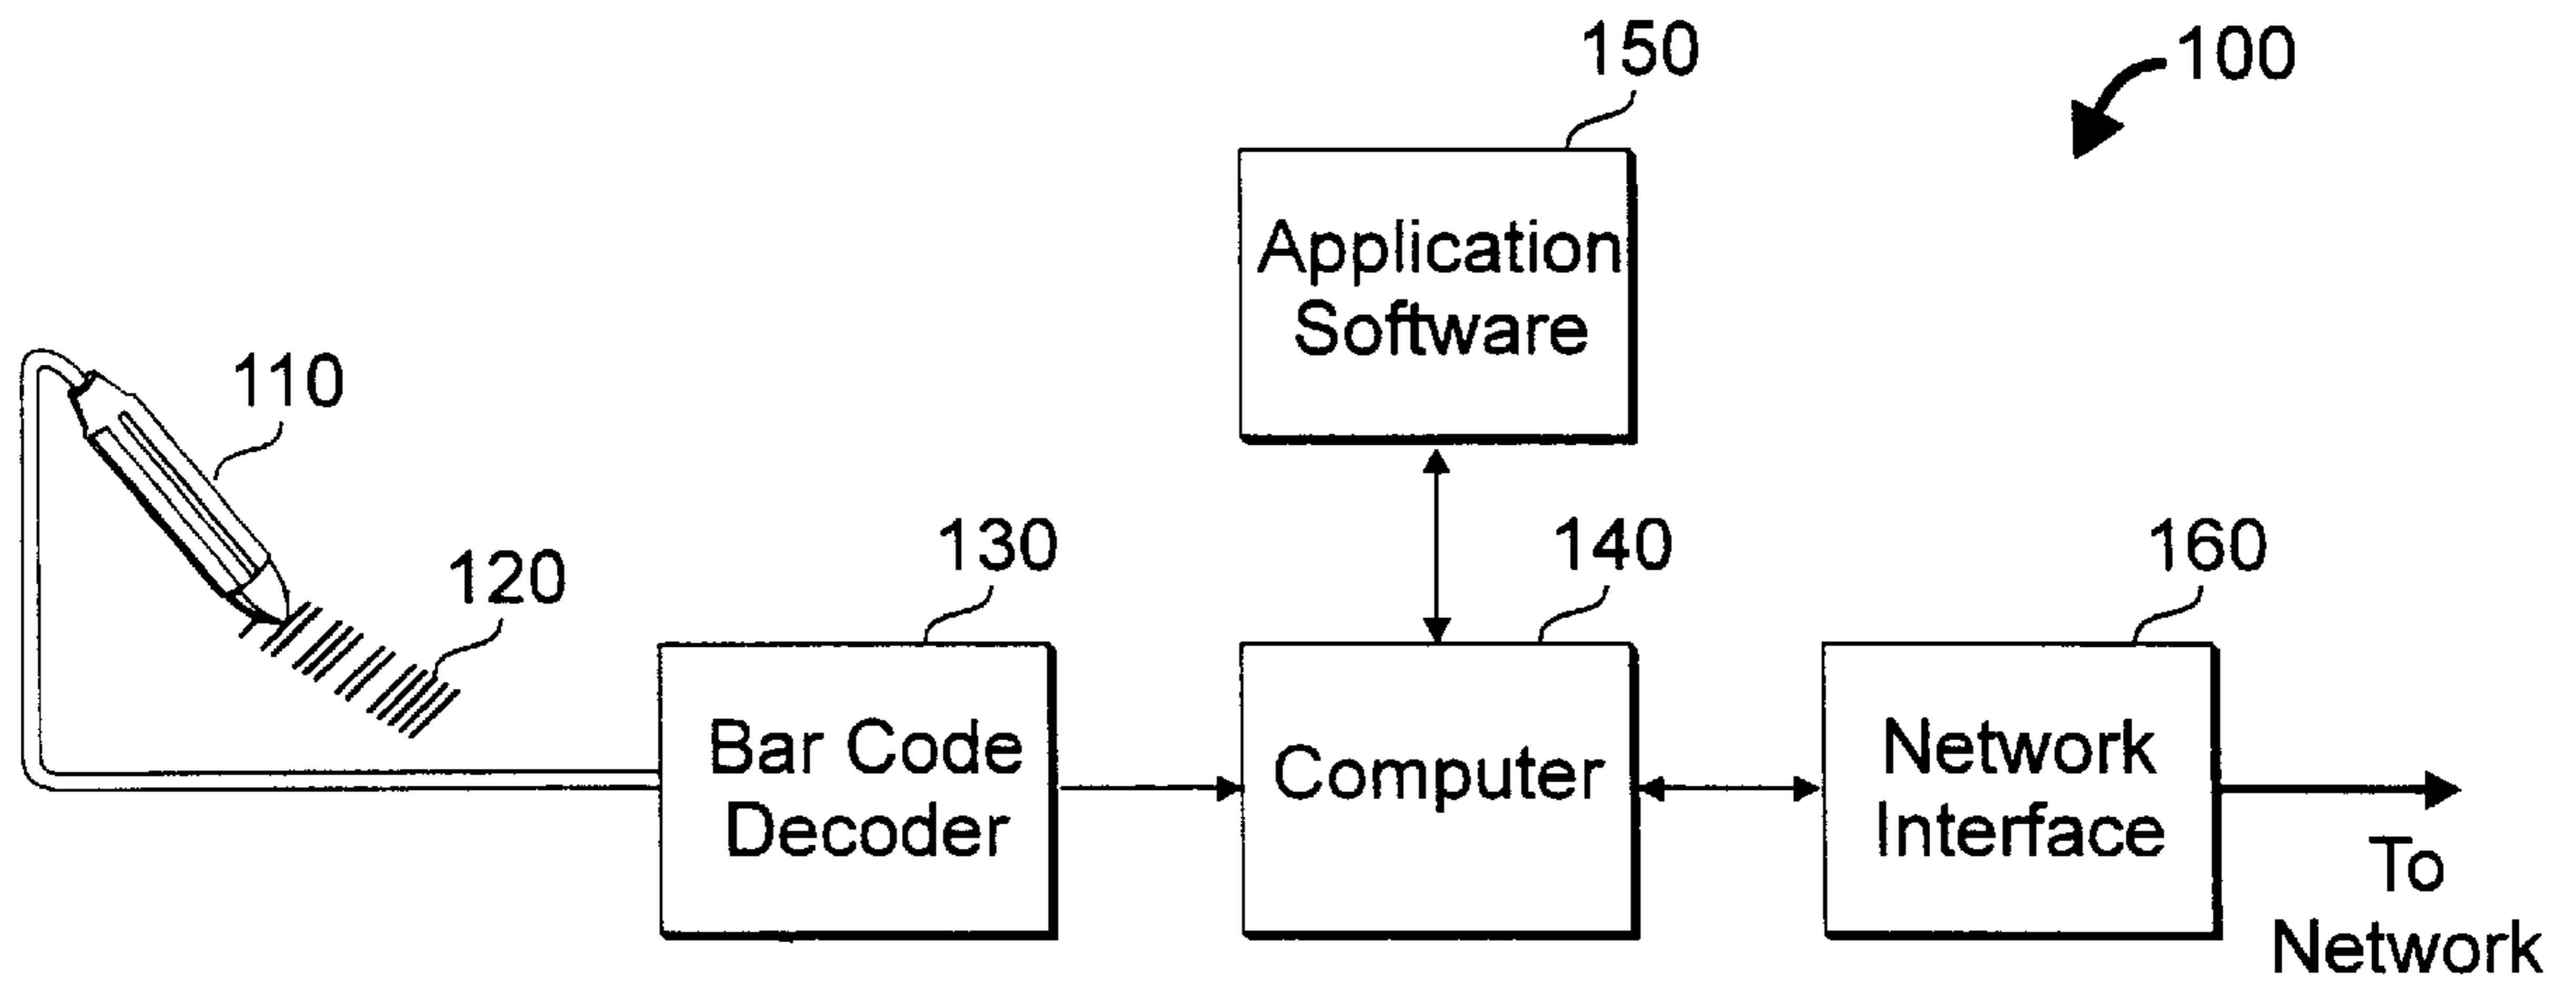 150
100
Application
Software
110
120
130
140
160
Bar Code
Decoder
Computer
Network
Interface
To
Network